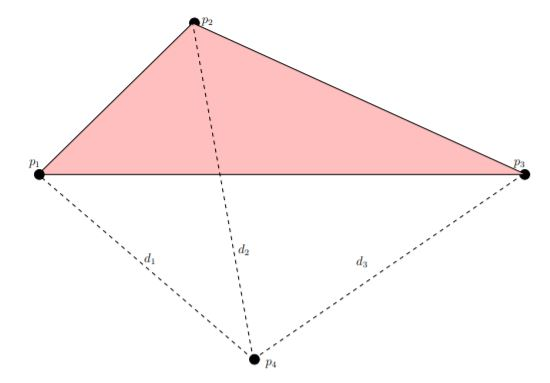 p₂
p₁
p₃
d₂
d₁
d₃
p₄